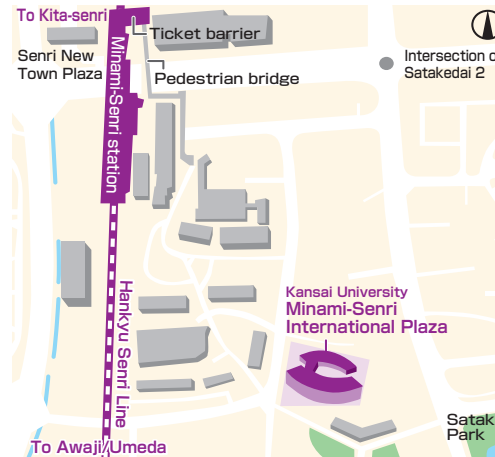 To Kita-senri
Ticket barrier
Senri New
Town Plaza
Minami-Senri station
Pedestrian bridge
Intersection o
Satakedai 2
Hankyu Senri Line
Kansai University
Minami-Senri
International Plaza
Satak
Park
To Awaji/Umeda